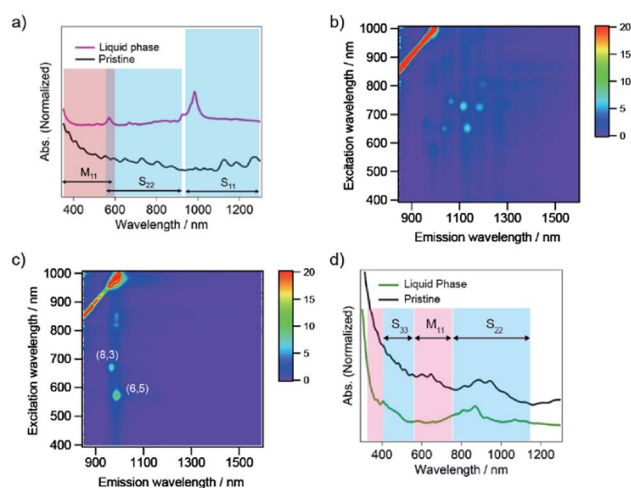 a)
Liquid phase
Pristine
Abs. (Normalized)
M11
S22
S11
400 600 800 1000 1200
Wavelength / nm
b)
Excitation wavelength / nm
1000
900
800
700
600
500
400
900 1100 1300 1500
Emission wavelength / nm
20
15
10
5
0
c)
Excitation wavelength / nm
1000
900
800
700
600
500
400
(8,3)
(6,5)
900 1100 1300 1500
Emission wavelength / nm
20
15
10
5
0
d)
Liquid Phase
Pristine
Abs. (Normalized)
S33
M11
S22
400 600 800 1000 1200
Wavelength / nm